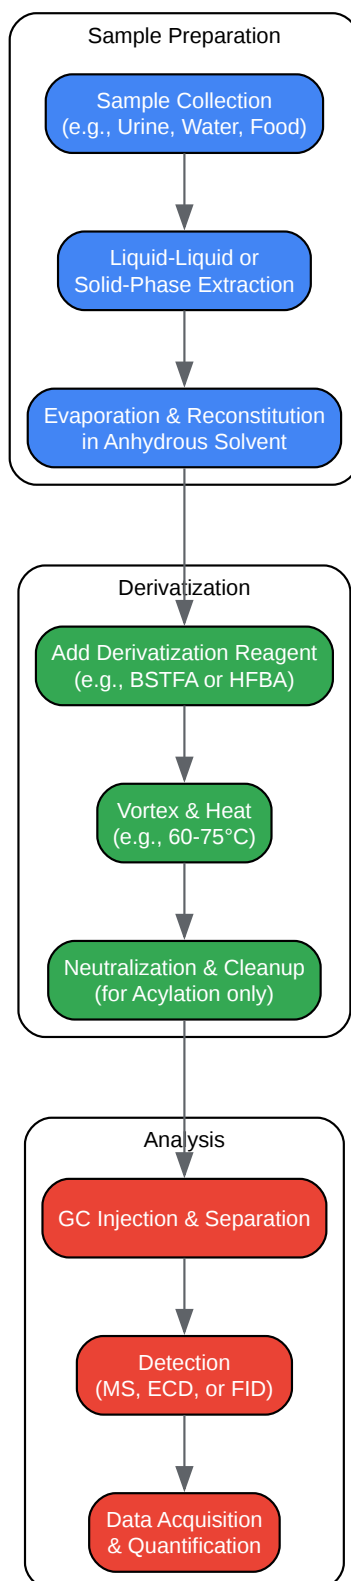 Sample Preparation
Sample Collection
(e.g., Urine, Water, Food)
Liquid-Liquid or
Solid-Phase Extraction
Evaporation & Reconstitution
in Anhydrous Solvent
Derivatization
Add Derivatization Reagent
(e.g., BSTFA or HFBA)
Vortex & Heat
(e.g., 60-75°C)
Neutralization & Cleanup
(for Acylation only)
Analysis
GC Injection & Separation
Detection
(MS, ECD, or FID)
Data Acquisition
& Quantification